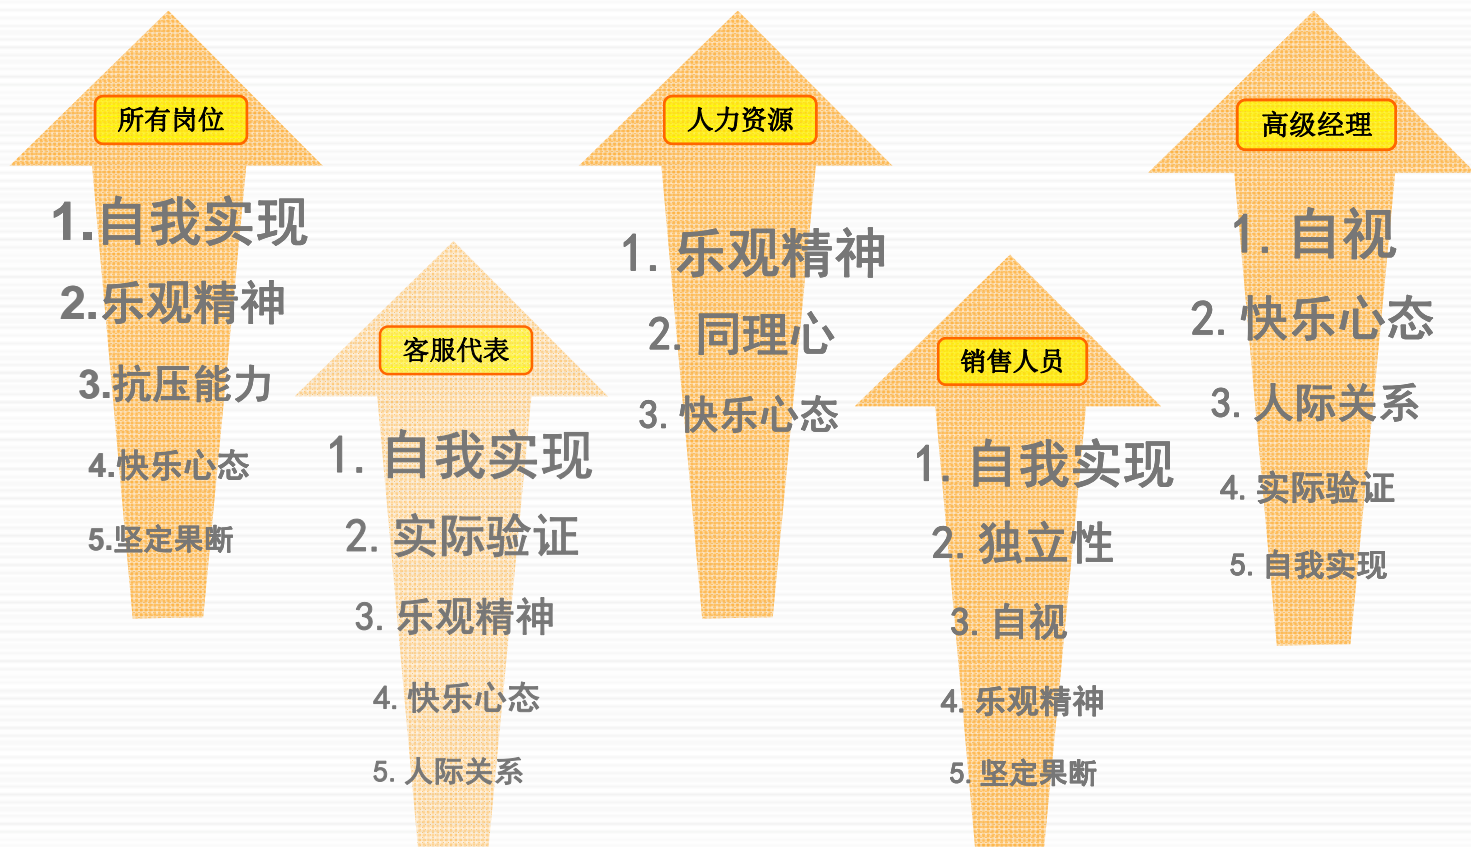 所有岗位
1.自我实现
2.乐观精神
3.抗压能力
4.快乐心态
5.坚定果断
客服代表
1. 自我实现
2. 实际验证
3. 乐观精神
4. 快乐心态
5. 人际关系
人力资源
1. 乐观精神
2. 同理心
3. 快乐心态
销售人员
1. 自我实现
2. 独立性
3. 自视
4. 乐观精神
5. 坚定果断
高级经理
1. 自视
2. 快乐心态
3. 人际关系
4. 实际验证
5. 自我实现